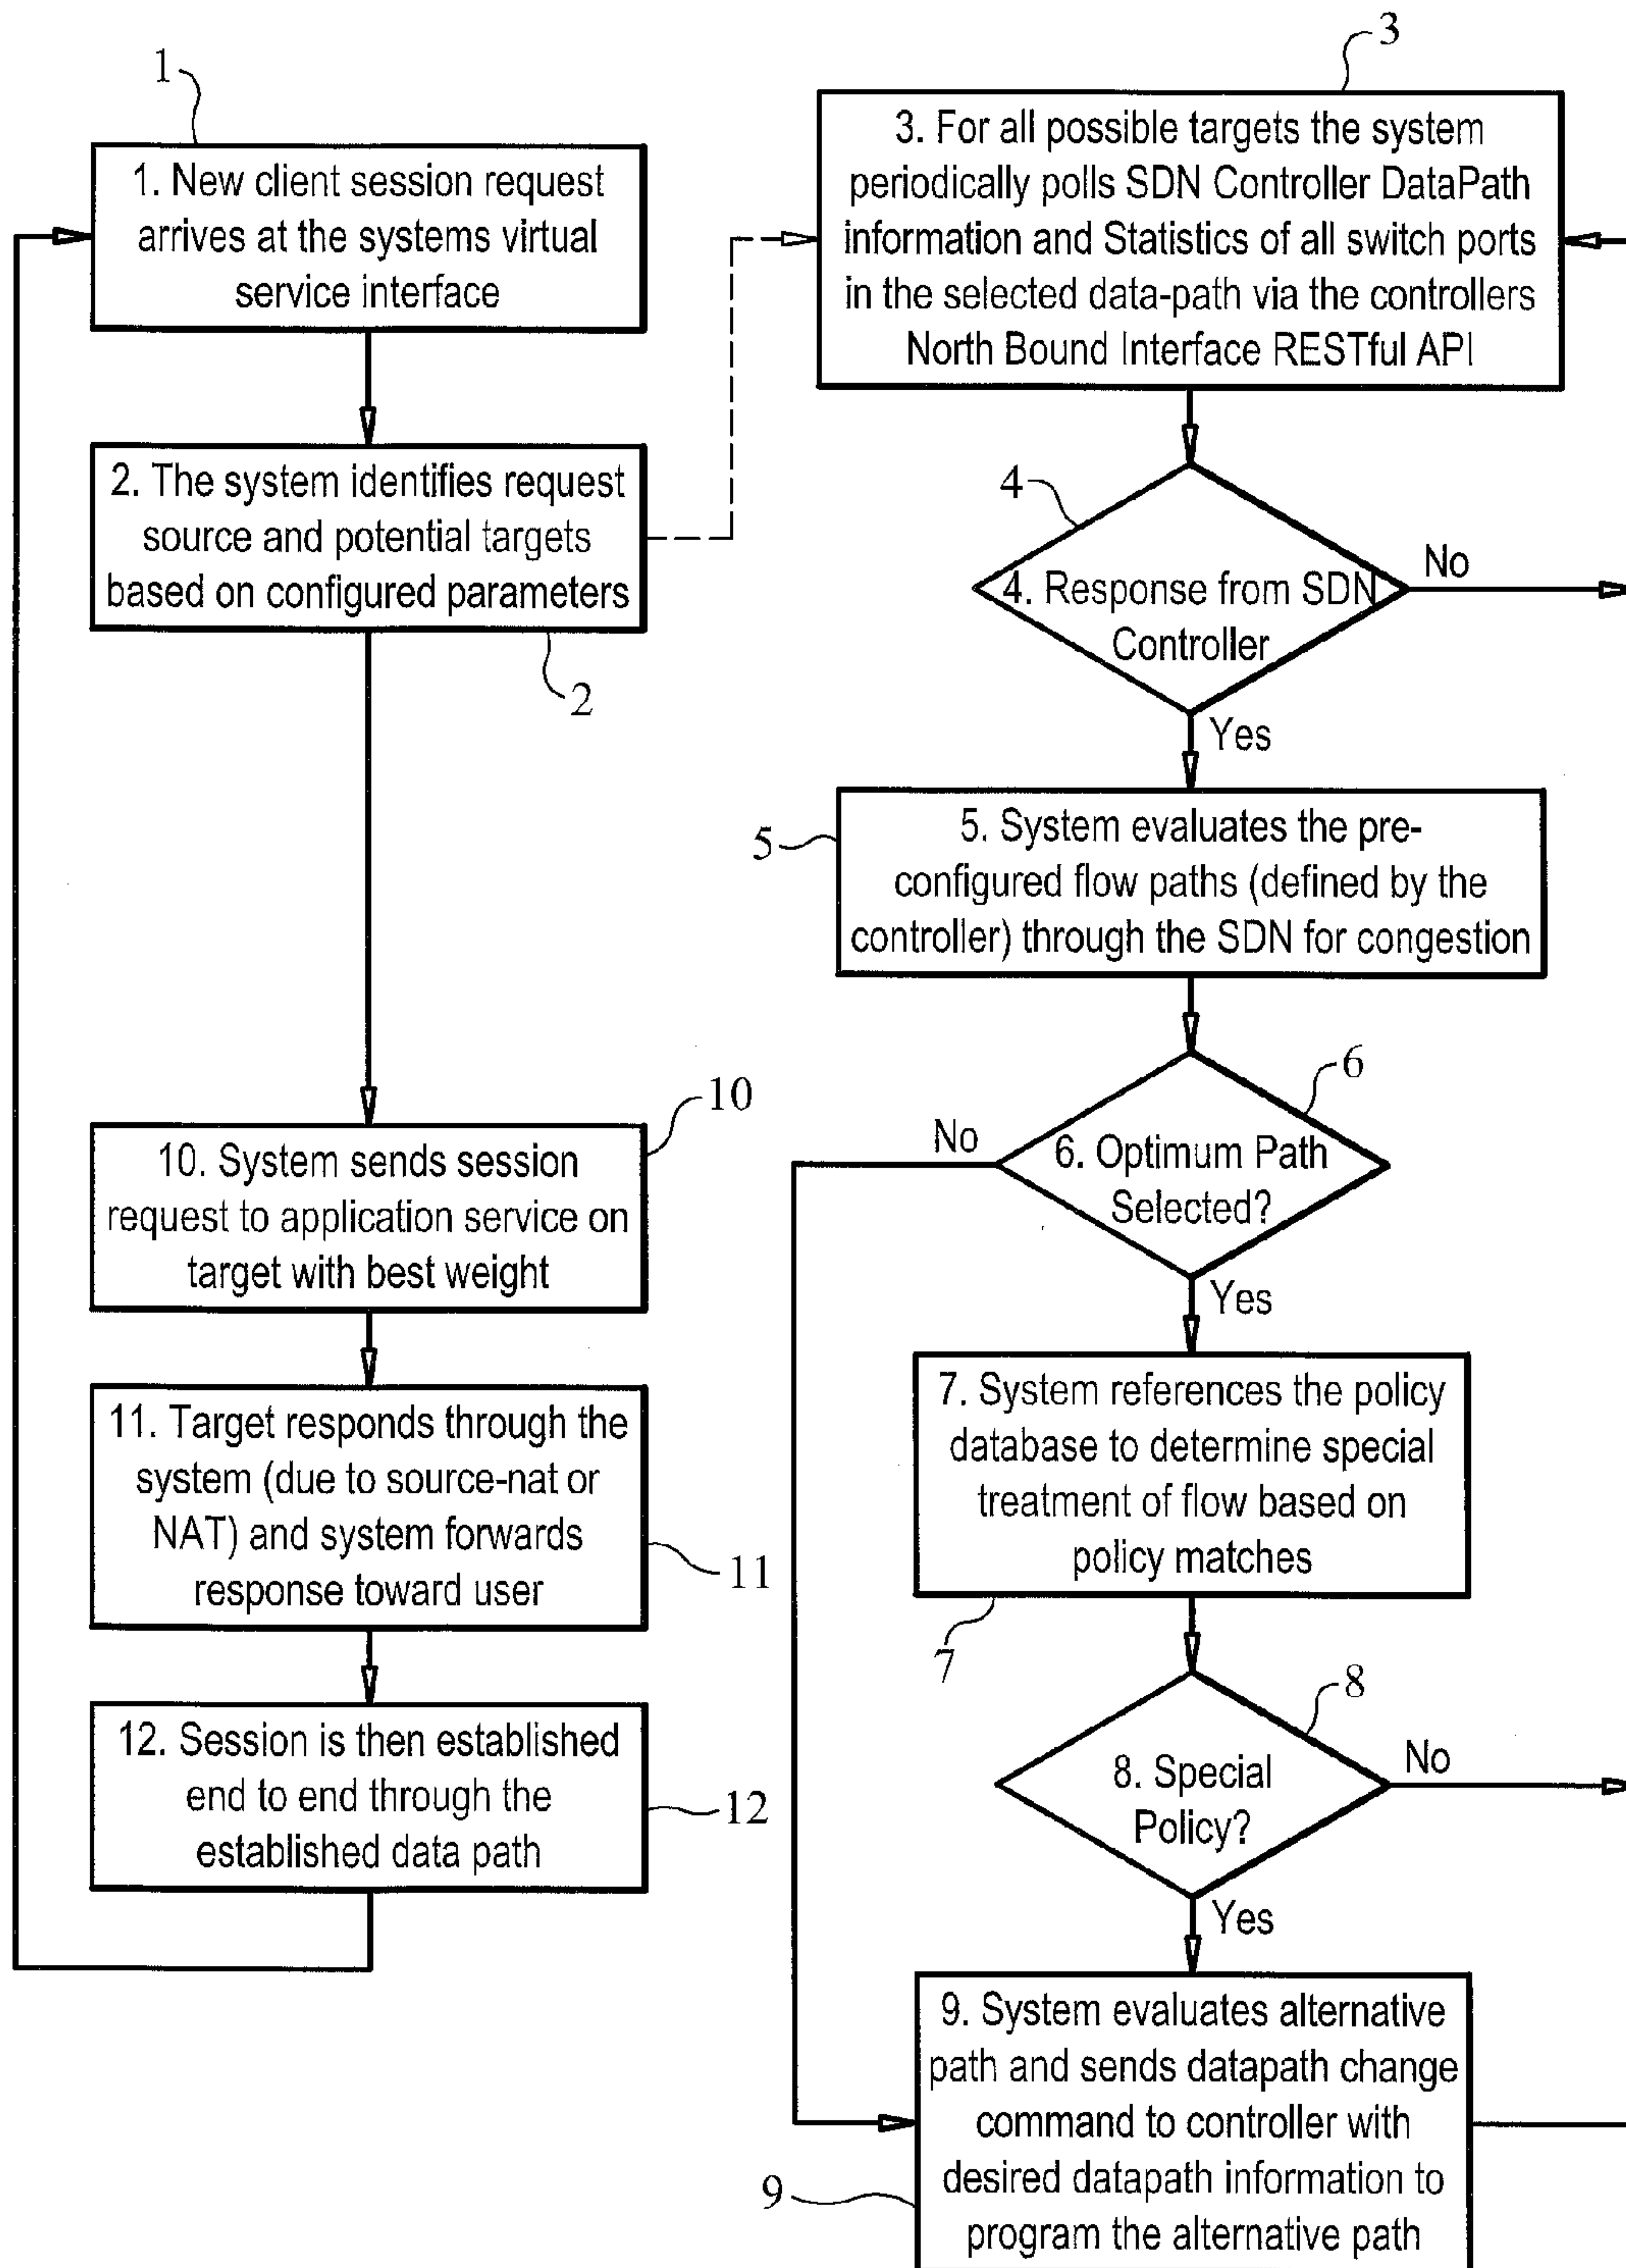 1
1. New client session request
arrives at the systems virtual
service interface
2. The system identifies request
source and potential targets
based on configured parameters
2
10
10. System sends session
request to application service on
target with best weight
11. Target responds through the
system (due to source-nat or
NAT) and system forwards
response toward user
11
12. Session is then established
end to end through the
established data path
12
3
3. For all possible targets the system
periodically polls SDN Controller DataPath
information and Statistics of all switch ports
in the selected data-path via the controllers
North Bound Interface RESTful API
4
4. Response from SDN
Controller
No
Yes
5
5. System evaluates the pre-
configured flow paths (defined by the
controller) through the SDN for congestion
6
No
6. Optimum Path
Selected?
Yes
7. System references the policy
database to determine special
treatment of flow based on
policy matches
7
8
8. Special
Policy?
No
Yes
9. System evaluates alternative
path and sends datapath change
command to controller with
desired datapath information to
program the alternative path
9